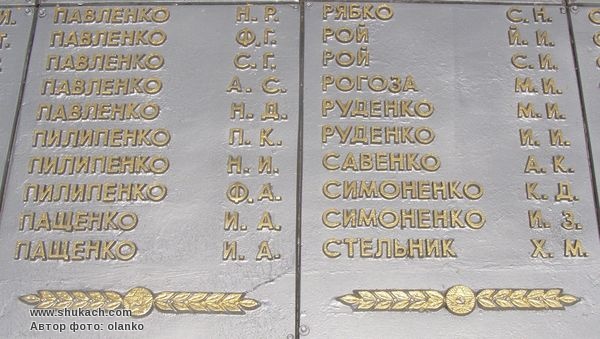 ПАВЛЕНКО Н. Р.
ПАВЛЕНКО Ф. Г.
ПАВЛЕНКО С. Г.
ПАВЛЕНКО А. С.
ПАВЛЕНКО Н. Д.
ПИЛИПЕНКО П. К.
ПИЛИПЕНКО Н. И.
ПИЛИПЕНКО Ф. А.
ПАЩЕНКО И. А.
ПАЩЕНКО И. А.
РЯБКО С. Н.
РОЙ Й. И.
РОЙ С. И.
РОГОЗА М. И.
РУДЕНКО М. И.
РУДЕНКО И. И.
САВЕНКО А. К.
СИМОНЕНКО К. Д.
СИМОНЕНКО И. З.
СТЕЛЬНИК Х. М.
www.shukach.com
Автор фото: olanko